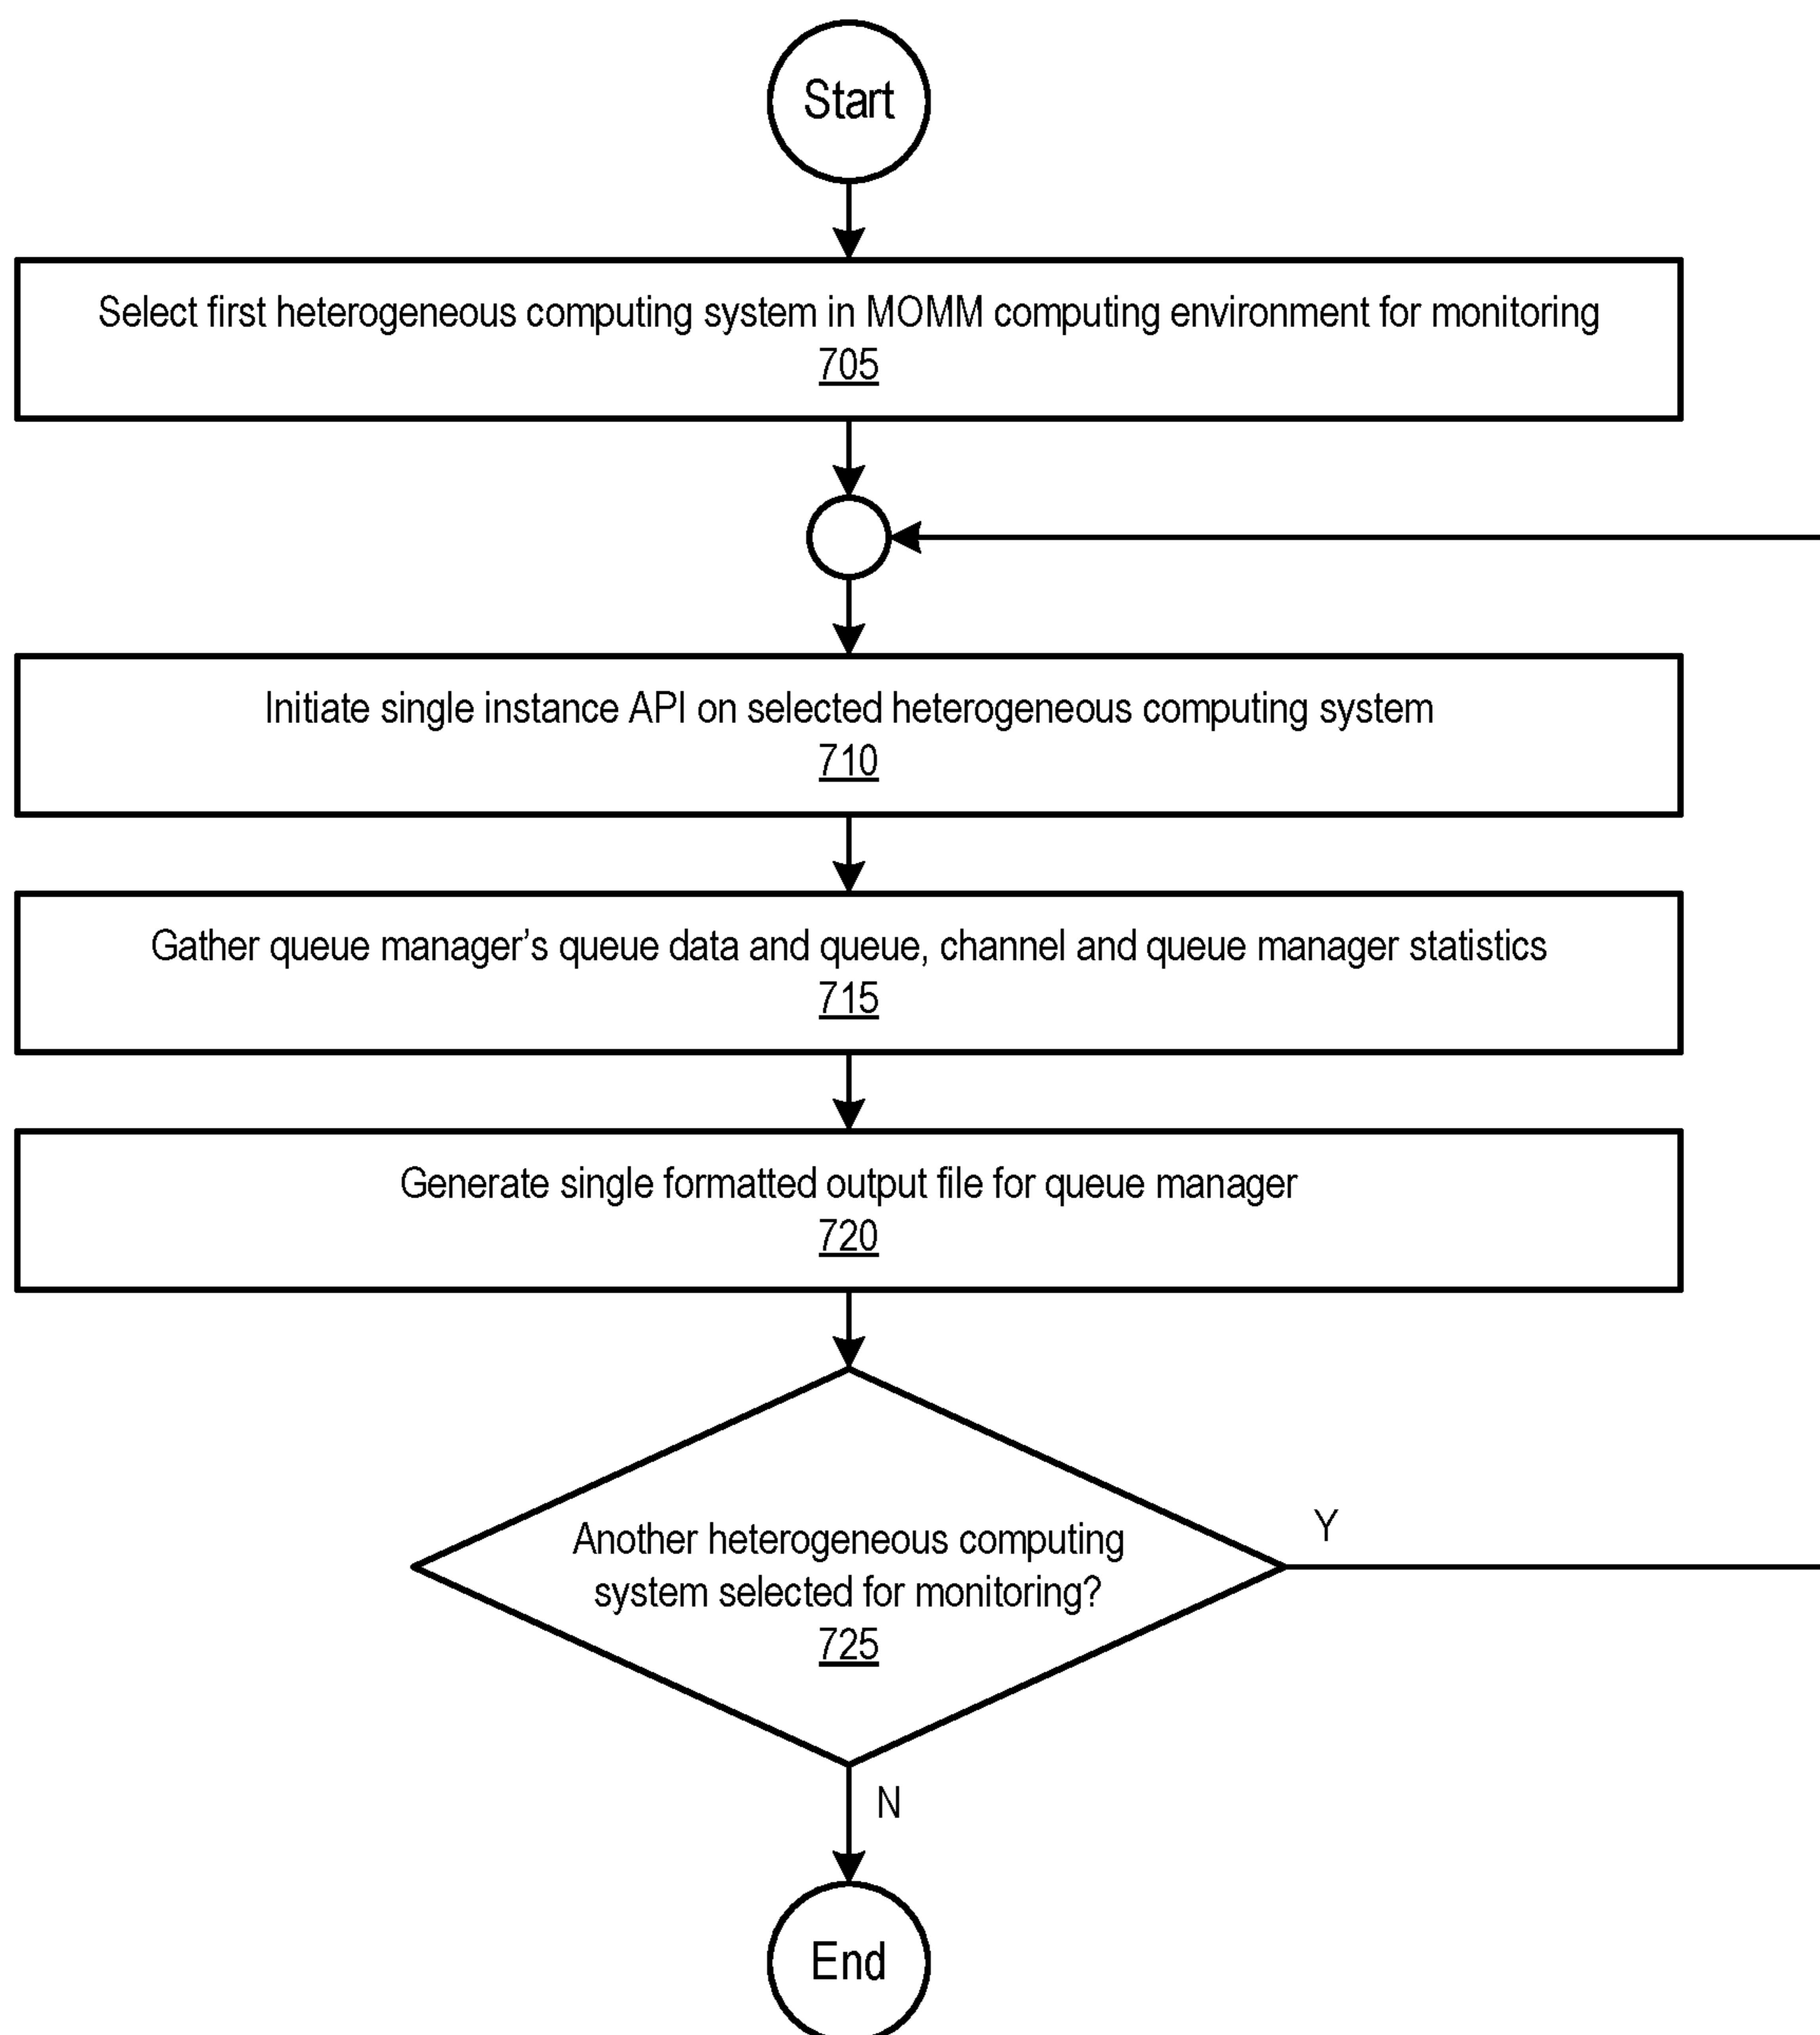 Start
Select first heterogeneous computing system in MOMM computing environment for monitoring
705
Initiate single instance API on selected heterogeneous computing system
710
Gather queue manager’s queue data and queue, channel and queue manager statistics
715
Generate single formatted output file for queue manager
720
Another heterogeneous computing
system selected for monitoring?
725
Y
N
End